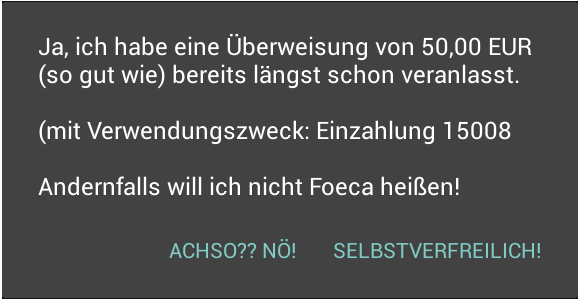 Ja, ich habe eine Überweisung von 50,00 EUR
(so gut wie) bereits längst schon veranlasst.
(mit Verwendungszweck: Einzahlung 15008
Andernfalls will ich nicht Foeca heißen!
ACHSO?? NÖ! SELBSTVERFREILICH!